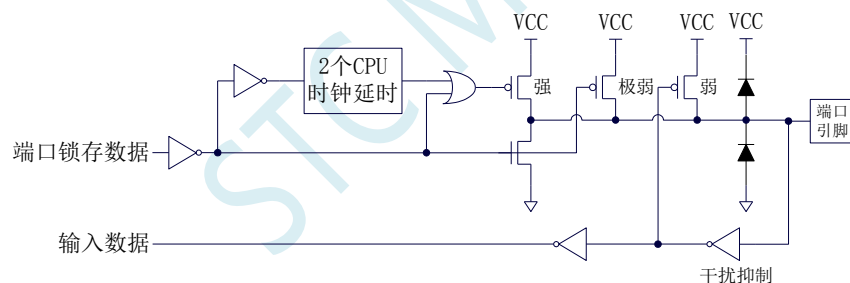 VCC VCC VCC VCC
2个CPU
时钟延时
强 极弱 弱
端口
引脚
端口锁存数据
输入数据
干扰抑制
STC M